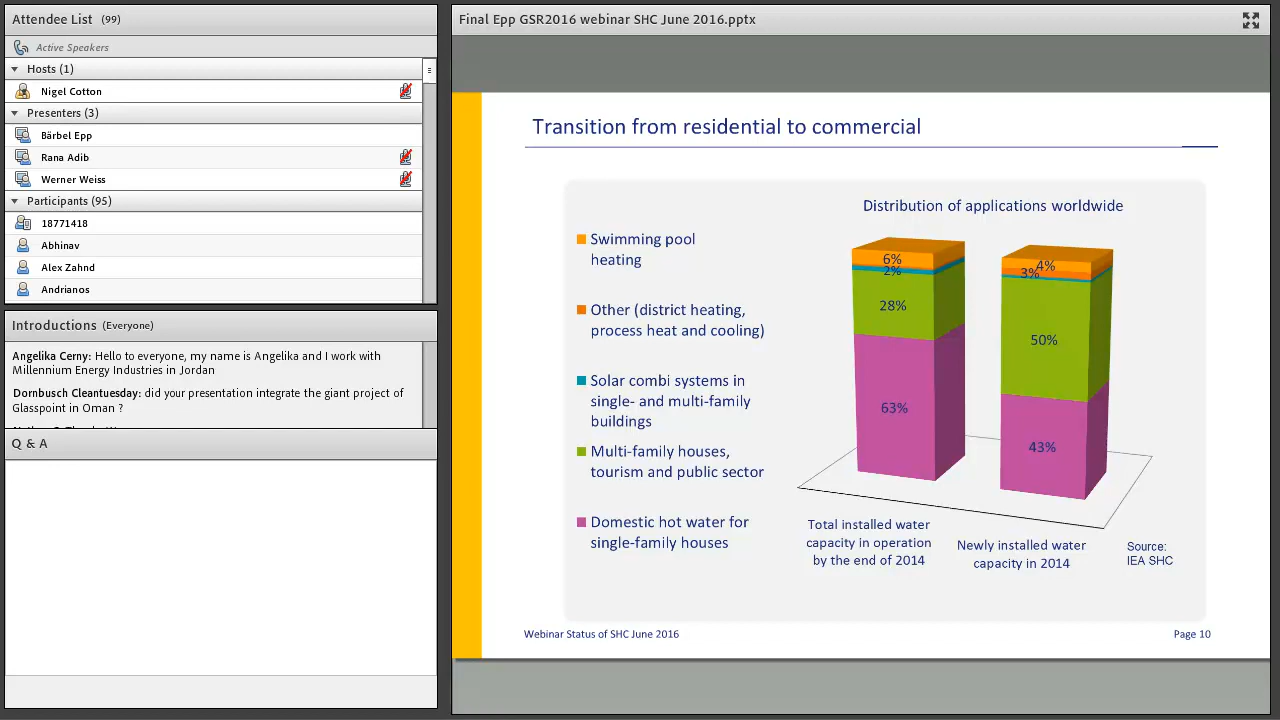 Attendee List (99)
Active Speakers
Hosts (1)
Nigel Cotton
Presenters (3)
Bärbel Epp
Rana Adib
Werner Weiss
Participants (95)
18771418
Abhinav
Alex Zahnd
Andrianos
Introductions (Everyone)
Angelika Cerny: Hello to everyone, my name is Angelika and I work with
Millennium Energy Industries in Jordan
Dornbusch Cleantuesday: did your presentation integrate the giant project of
Glasspoint in Oman ?
Q & A
Final Epp GSR2016 webinar SHC June 2016.pptx
Transition from residential to commercial
Distribution of applications worldwide
Swimming pool
heating
Other (district heating,
process heat and cooling)
Solar combi systems in
single- and multi-family
buildings
Multi-family houses,
tourism and public sector
Domestic hot water for
single-family houses
6%
2%
28%
63%
4%
3%
50%
43%
Total installed water
capacity in operation
by the end of 2014
Newly installed water
capacity in 2014
Source:
IEA SHC
Webinar Status of SHC June 2016
Page 10